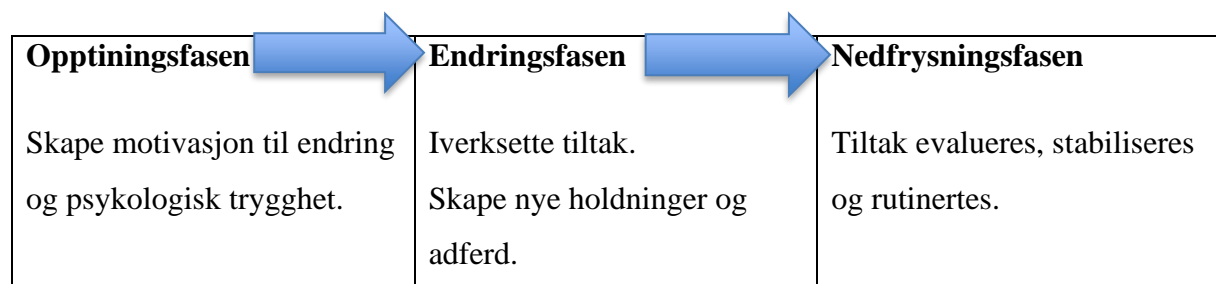 Opptiningsfasen
Skape motivasjon til endring
og psykologisk trygghet.
Endringsfasen
Iverksette tiltak.
Skape nye holdninger og
adferd.
Nedfrysningsfasen
Tiltak evalueres, stabiliseres
og rutinertes.